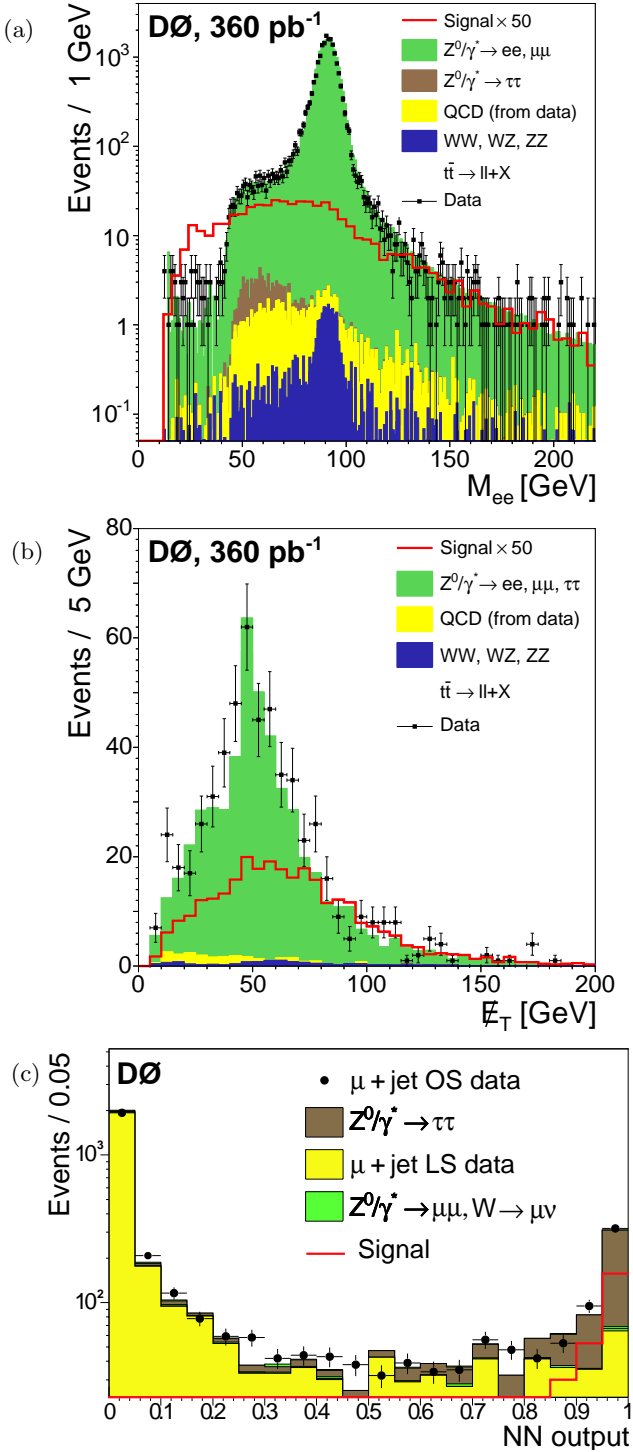 (a)
DØ, 360 pb⁻¹
Events / 1 GeV
10³
10²
10
1
10⁻¹
Signal × 50
Z⁰/γ* → ee, μμ
Z⁰/γ* → ττ
QCD (from data)
WW, WZ, ZZ
tt̄ → ll+X
Data
0 50 100 150 200
M_ee [GeV]
(b)
DØ, 360 pb⁻¹
Events / 5 GeV
80
60
40
20
0
Signal × 50
Z⁰/γ* → ee, μμ, ττ
QCD (from data)
WW, WZ, ZZ
tt̄ → ll+X
Data
0 50 100 150 200
E̸_T [GeV]
(c)
DØ
Events / 0.05
10³
10²
μ + jet OS data
Z⁰/γ* → ττ
μ + jet LS data
Z⁰/γ* → μμ, W → μν
Signal
0 0.1 0.2 0.3 0.4 0.5 0.6 0.7 0.8 0.9 1
NN output